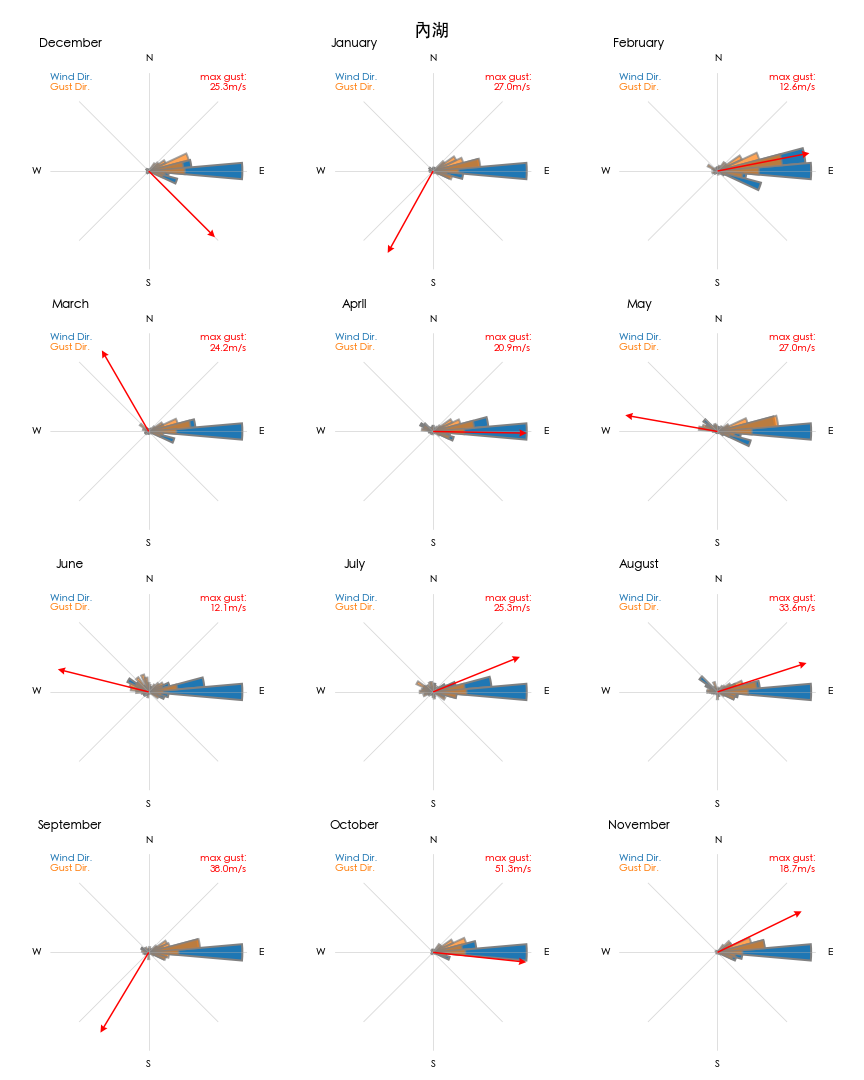 內湖
December
N
Wind Dir.
Gust Dir.
max gust:
25.3m/s
W
E
S
January
N
Wind Dir.
Gust Dir.
max gust:
27.0m/s
W
E
S
February
N
Wind Dir.
Gust Dir.
max gust:
12.6m/s
W
E
S
March
N
Wind Dir.
Gust Dir.
max gust:
24.2m/s
W
E
S
April
N
Wind Dir.
Gust Dir.
max gust:
20.9m/s
W
E
S
May
N
Wind Dir.
Gust Dir.
max gust:
27.0m/s
W
E
S
June
N
Wind Dir.
Gust Dir.
max gust:
12.1m/s
W
E
S
July
N
Wind Dir.
Gust Dir.
max gust:
25.3m/s
W
E
S
August
N
Wind Dir.
Gust Dir.
max gust:
33.6m/s
W
E
S
September
N
Wind Dir.
Gust Dir.
max gust:
38.0m/s
W
E
S
October
N
Wind Dir.
Gust Dir.
max gust:
51.3m/s
W
E
S
November
N
Wind Dir.
Gust Dir.
max gust:
18.7m/s
W
E
S